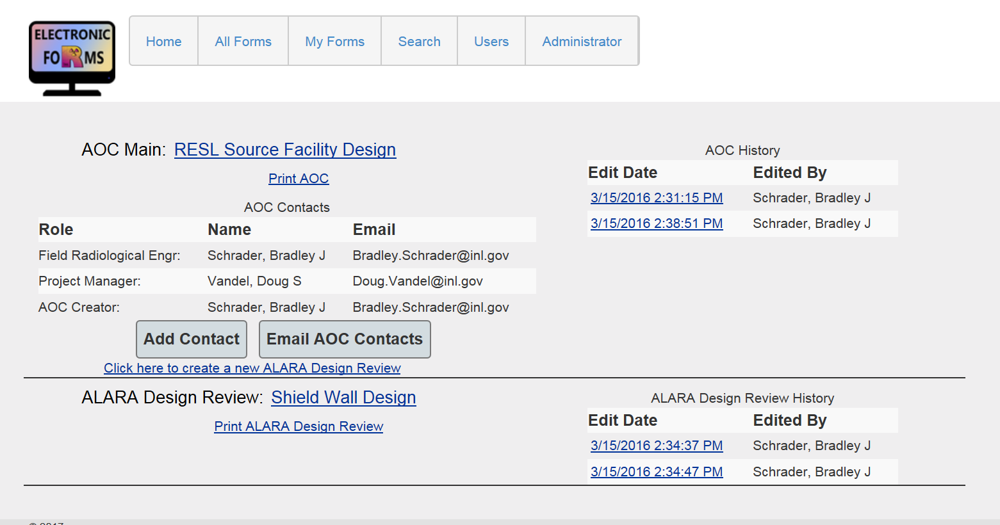 ELECTRONIC
FORMS
Home All Forms My Forms Search Users Administrator
AOC Main: RESL Source Facility Design
Print AOC
AOC Contacts
Role Name Email
Field Radiological Engr: Schrader, Bradley J Bradley.Schrader@inl.gov
Project Manager: Vandel, Doug S Doug.Vandel@inl.gov
AOC Creator: Schrader, Bradley J Bradley.Schrader@inl.gov
Add Contact Email AOC Contacts
Click here to create a new ALARA Design Review
AOC History
Edit Date Edited By
3/15/2016 2:31:15 PM Schrader, Bradley J
3/15/2016 2:38:51 PM Schrader, Bradley J
ALARA Design Review: Shield Wall Design
Print ALARA Design Review
ALARA Design Review History
Edit Date Edited By
3/15/2016 2:34:37 PM Schrader, Bradley J
3/15/2016 2:34:47 PM Schrader, Bradley J
© 2017